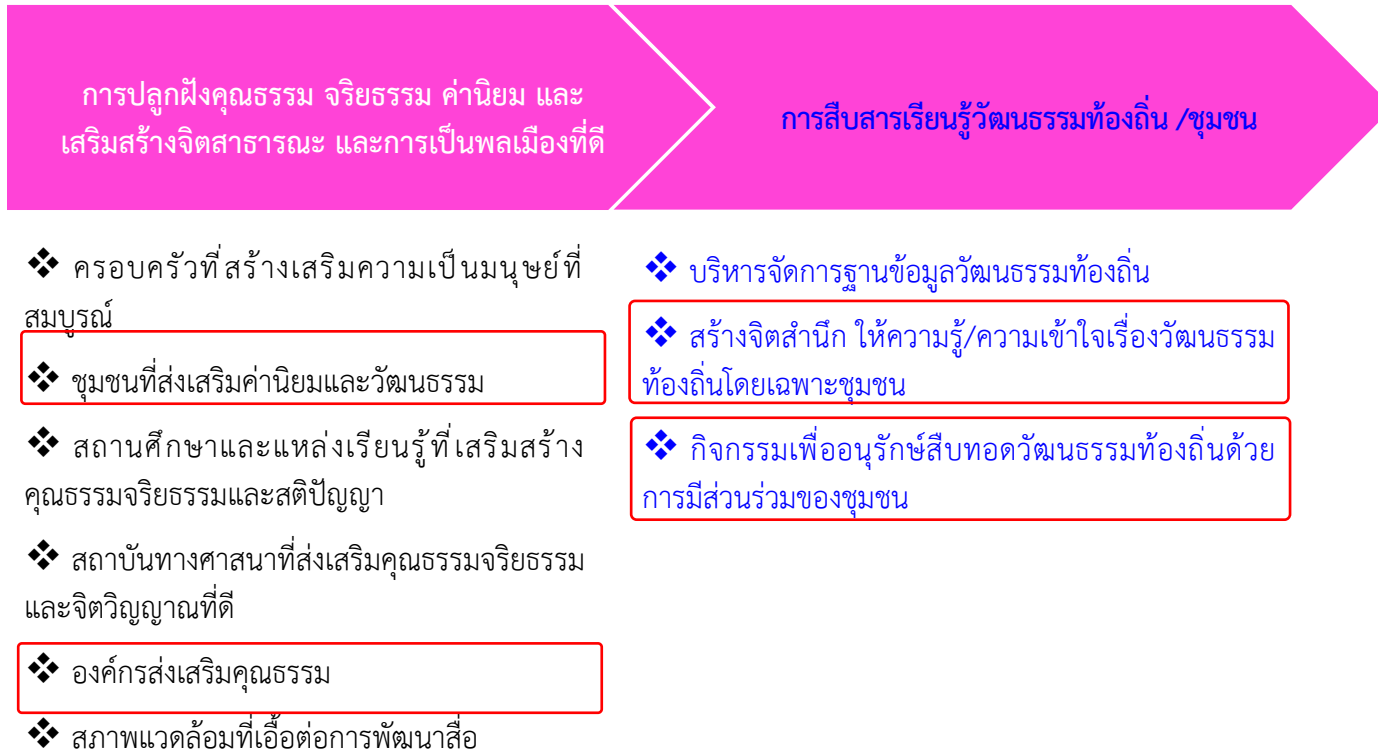 การปลูกฝังคุณธรรม จริยธรรม ค่านิยม และ
เสริมสร้างจิตสาธารณะ และการเป็นพลเมืองที่ดี
การสืบสารเรียนรู้วัฒนธรรมท้องถิ่น /ชุมชน
❖ ครอบครัวที่สร้างเสริมความเป็นมนุษย์ที่
สมบูรณ์
❖ ชุมชนที่ส่งเสริมค่านิยมและวัฒนธรรม
❖ สถานศึกษาและแหล่งเรียนรู้ที่เสริมสร้าง
คุณธรรมจริยธรรมและสติปัญญา
❖ สถาบันทางศาสนาที่ส่งเสริมคุณธรรมจริยธรรม
และจิตวิญญาณที่ดี
❖ องค์กรส่งเสริมคุณธรรม
❖ สภาพแวดล้อมที่เอื้อต่อการพัฒนาสื่อ
❖ บริหารจัดการฐานข้อมูลวัฒนธรรมท้องถิ่น
❖ สร้างจิตสำนึก ให้ความรู้/ความเข้าใจเรื่องวัฒนธรรม
ท้องถิ่นโดยเฉพาะชุมชน
❖ กิจกรรมเพื่ออนุรักษ์สืบทอดวัฒนธรรมท้องถิ่นด้วย
การมีส่วนร่วมของชุมชน